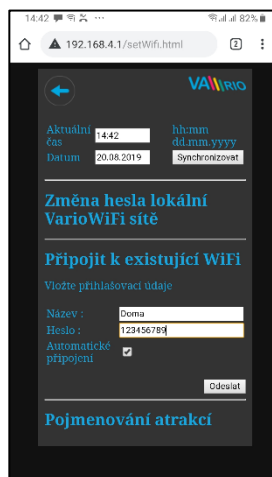 14:42 82%
192.168.4.1/setWifi.html 2
VARIO
Aktuální čas 14:42 hh:mm
dd.mm.yyyy
Datum 20.08.2019 Synchronizovat
Změna hesla lokální
VarioWiFi sítě
Připojit k existující WiFi
Vložte přihlašovací údaje
Název : Doma
Heslo : 123456789
Automatické
připojení
Odeslat
Pojmenování atrakcí